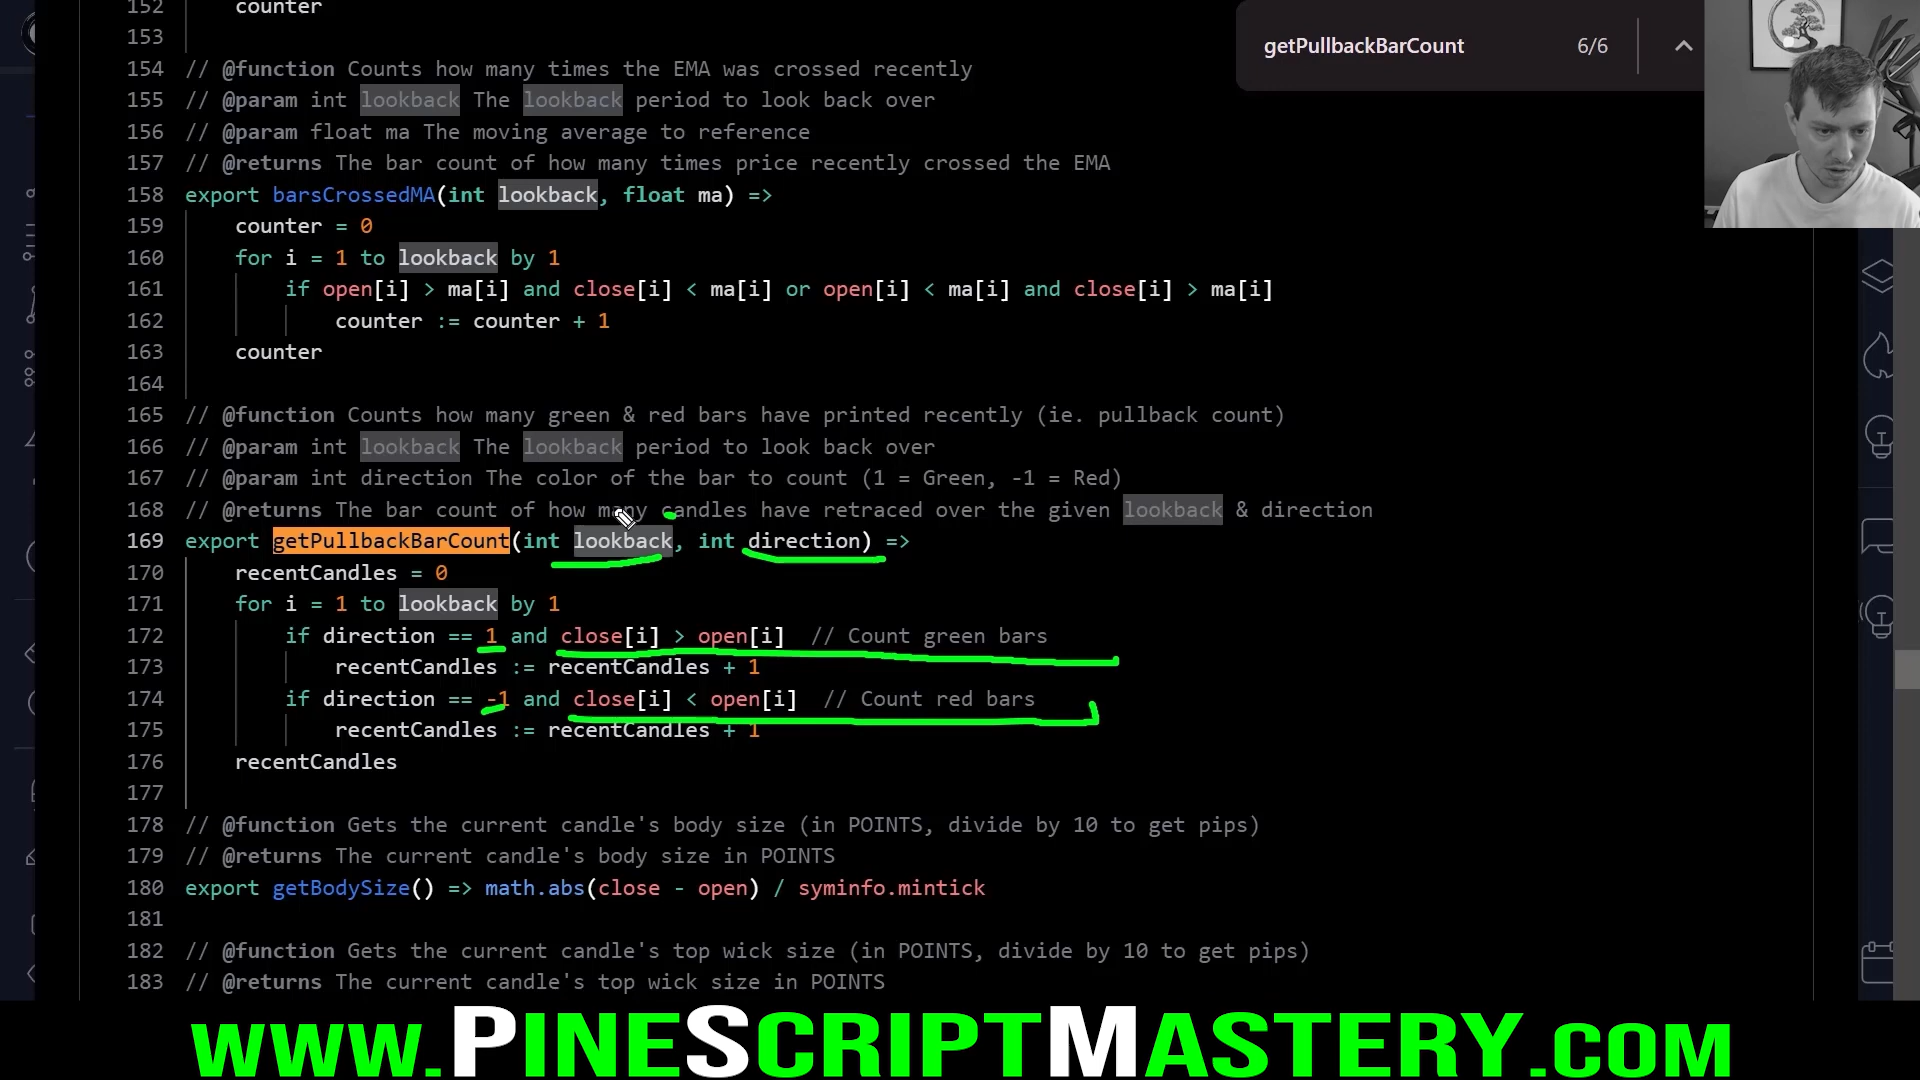 getPullbackBarCount 6/6
152 counter
153
154 // @function Counts how many times the EMA was crossed recently
155 // @param int lookback The lookback period to look back over
156 // @param float ma The moving average to reference
157 // @returns The bar count of how many times price recently crossed the EMA
158 export barsCrossedMA(int lookback, float ma) =>
159 counter = 0
160 for i = 1 to lookback by 1
161 if open[i] > ma[i] and close[i] < ma[i] or open[i] < ma[i] and close[i] > ma[i]
162 counter := counter + 1
163 counter
164
165 // @function Counts how many green & red bars have printed recently (ie. pullback count)
166 // @param int lookback The lookback period to look back over
167 // @param int direction The color of the bar to count (1 = Green, -1 = Red)
168 // @returns The bar count of how many candles have retraced over the given lookback & direction
169 export getPullbackBarCount(int lookback, int direction) =>
170 recentCandles = 0
171 for i = 1 to lookback by 1
172 if direction == 1 and close[i] > open[i] // Count green bars
173 recentCandles := recentCandles + 1
174 if direction == -1 and close[i] < open[i] // Count red bars
175 recentCandles := recentCandles + 1
176 recentCandles
177
178 // @function Gets the current candle's body size (in POINTS, divide by 10 to get pips)
179 // @returns The current candle's body size in POINTS
180 export getBodySize() => math.abs(close - open) / syminfo.mintick
181
182 // @function Gets the current candle's top wick size (in POINTS, divide by 10 to get pips)
183 // @returns The current candle's top wick size in POINTS
www.PineScriptMastery.com